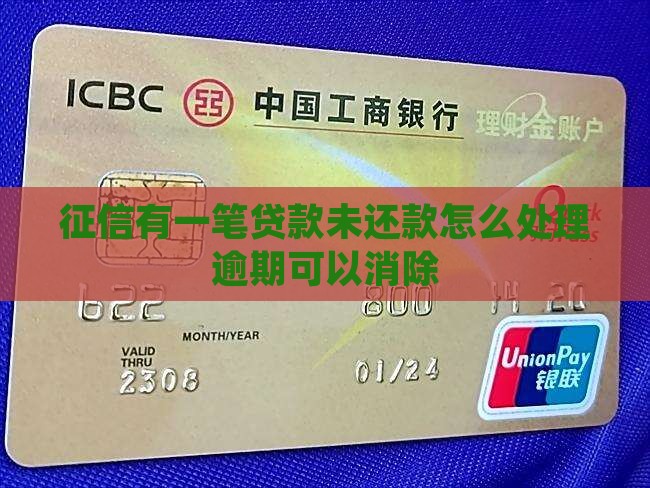 ICBC 中国工商银行 理财金账户
征信有一笔贷款未还款怎么处理
逾期可以消除
622 800 14 20
MONTH/YEAR
VALID
THRU
2308 01/24
UnionPay
银联